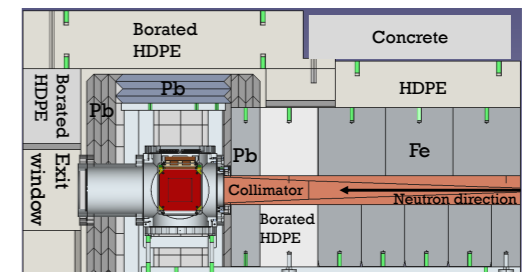 Borated
HDPE
Concrete
Borated
HDPE
Pb
Pb
HDPE
Pb
Fe
Exit
window
Collimator
Neutron direction
Borated
HDPE